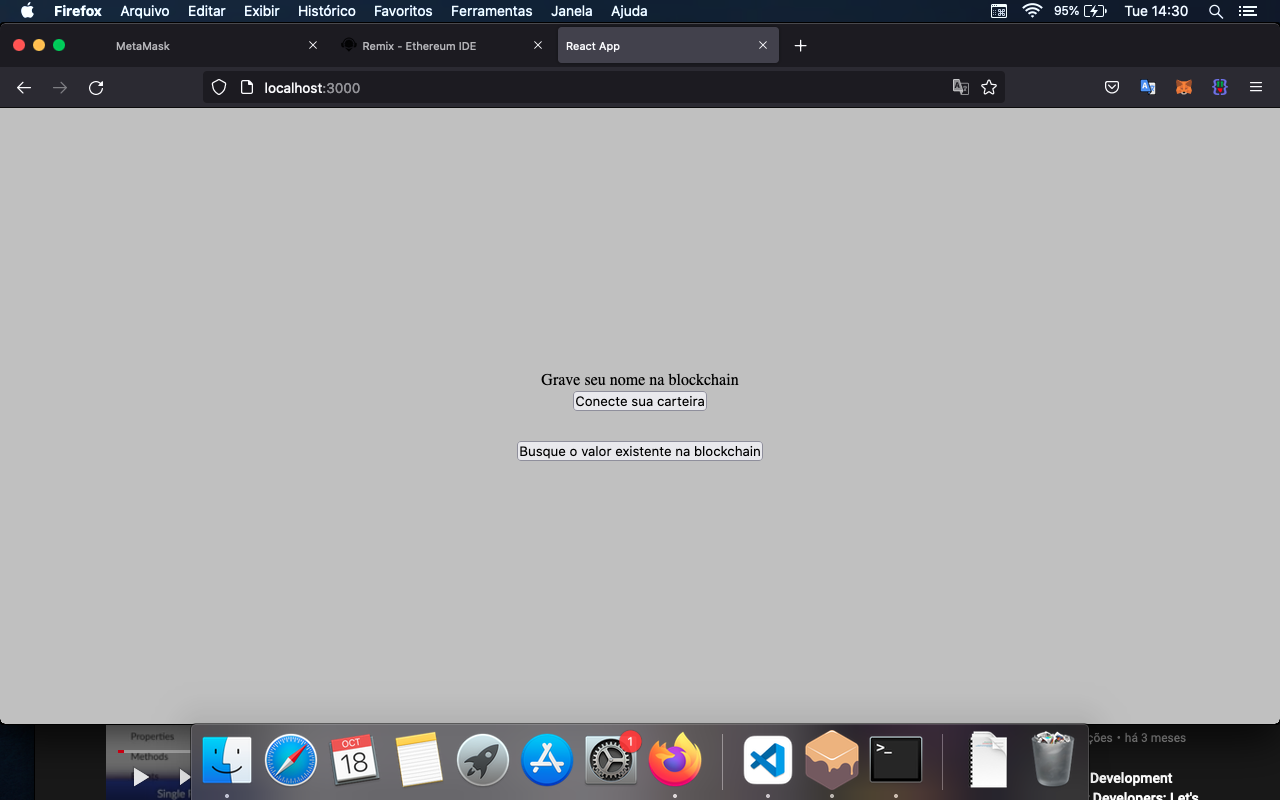 Firefox Arquivo Editar Exibir Histórico Favoritos Ferramentas Janela Ajuda 95% Tue 14:30
MetaMask Remix - Ethereum IDE React App
localhost:3000
Grave seu nome na blockchain
Conecte sua carteira
Busque o valor existente na blockchain
Properties
ções • há 3 meses
OCT 1
18 >_
Methods
Development
Developers: Let's
Single